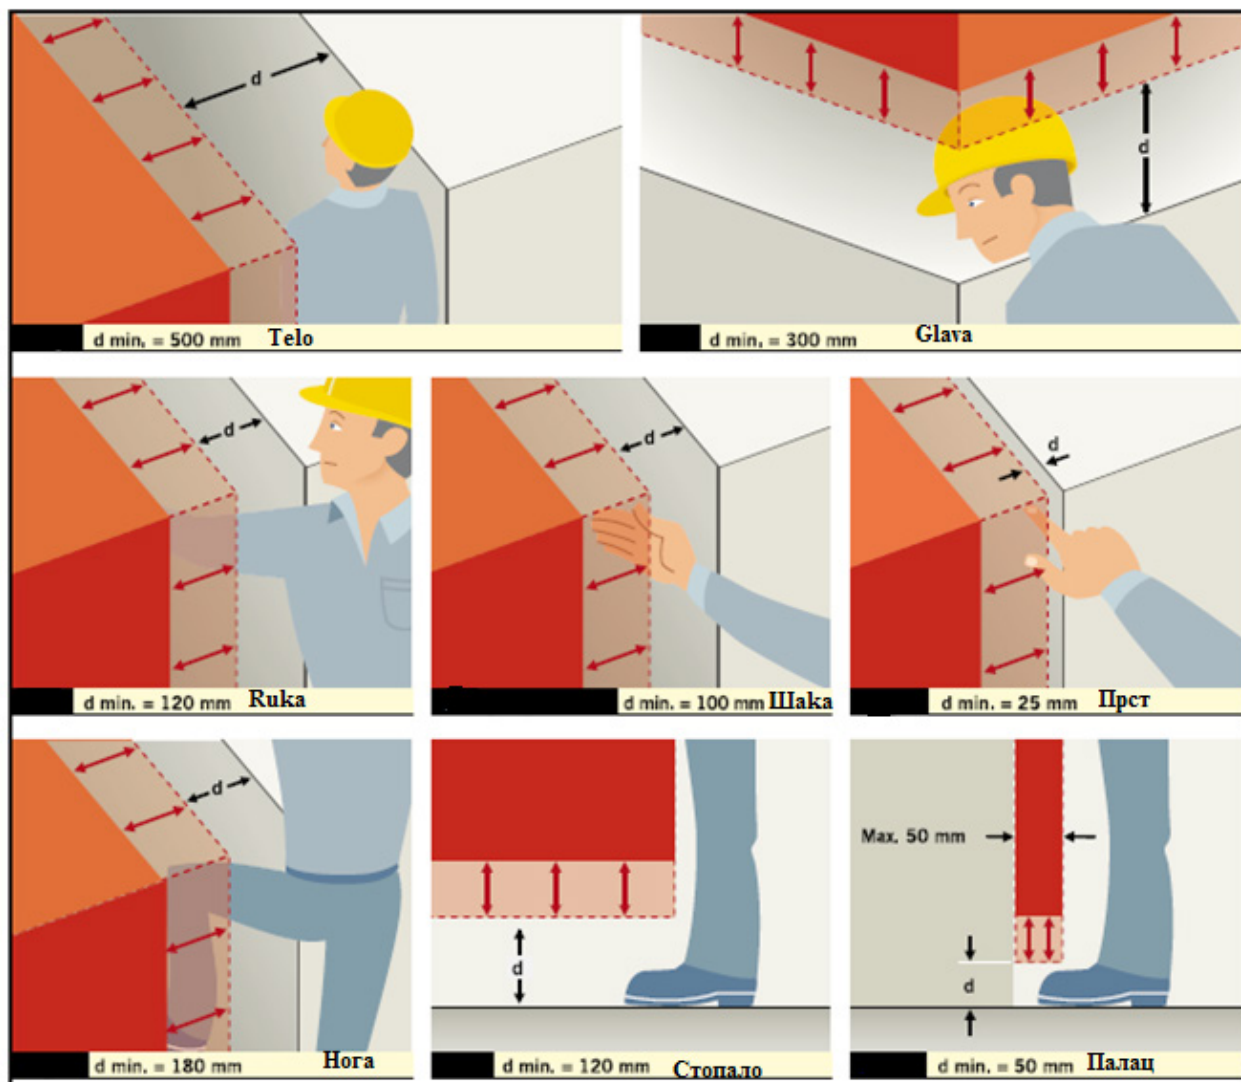 d
d
d min. = 500 mm Telo
d min. = 300 mm Glava
d
d
d
d min. = 120 mm Ruka
d min. = 100 mm Шака
d min. = 25 mm Прст
d
d
Max. 50 mm
d
d min. = 180 mm Нога
d min. = 120 mm Стопало
d min. = 50 mm Палац